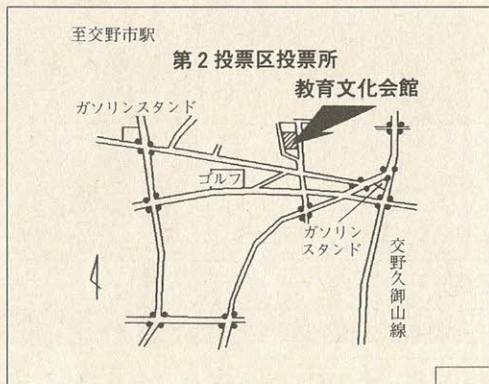 至交野市駅
第2投票区投票所
教育文化会館
ガソリンスタンド
ゴルフ
ガソリン
スタンド
交野久御山線